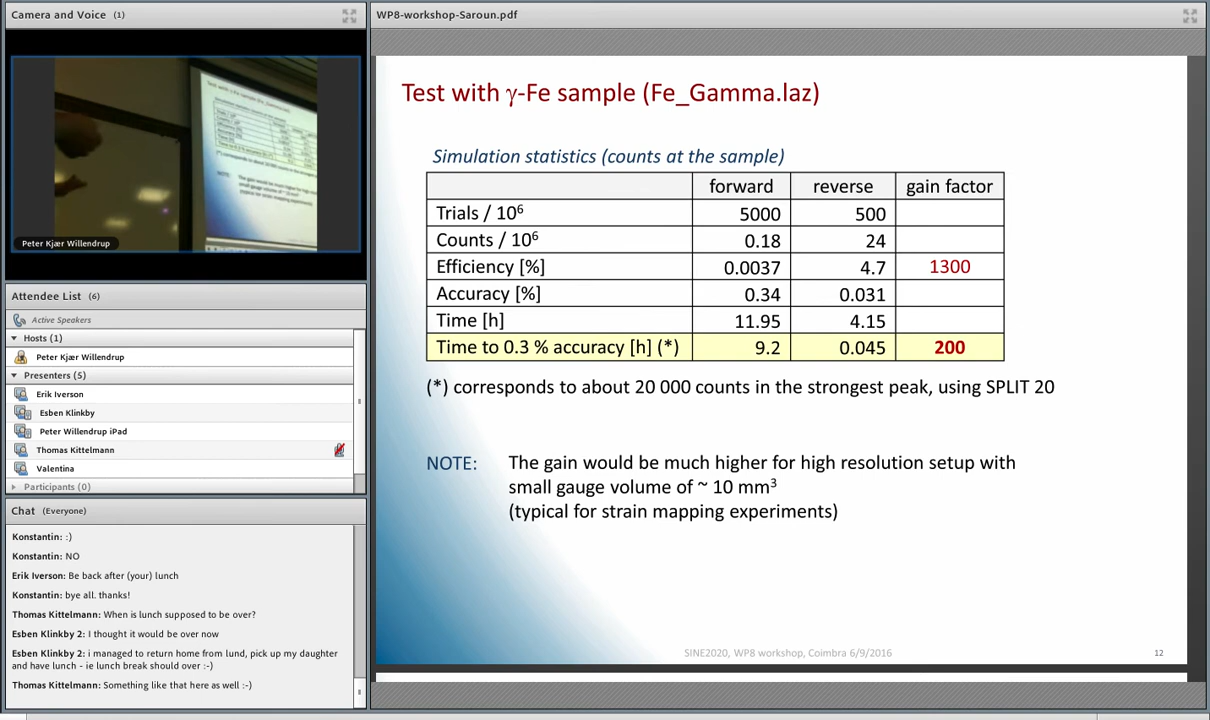 Camera and Voice (1)
Peter Kjær Willendrup
Attendee List (6)
Active Speakers
Hosts (1)
Peter Kjær Willendrup
Presenters (5)
Erik Iverson
Esben Klinkby
Peter Willendrup iPad
Thomas Kittelmann
Valentina
Participants (0)
Chat (Everyone)
Konstantin: :)
Konstantin: NO
Erik Iverson: Be back after (your) lunch
Konstantin: bye all. thanks!
Thomas Kittelmann: When is lunch supposed to be over?
Esben Klinkby 2: I thought it would be over now
Esben Klinkby 2: i managed to return home from lund, pick up my daughter
and have lunch - ie lunch break should over :-)
Thomas Kittelmann: Something like that here as well :-)
WP8-workshop-Saroun.pdf
Test with γ-Fe sample (Fe_Gamma.laz)
Simulation statistics (counts at the sample)
forward reverse gain factor
Trials / 10⁶ 5000 500
Counts / 10⁶ 0.18 24
Efficiency [%] 0.0037 4.7 1300
Accuracy [%] 0.34 0.031
Time [h] 11.95 4.15
Time to 0.3 % accuracy [h] (*) 9.2 0.045 200
(*) corresponds to about 20 000 counts in the strongest peak, using SPLIT 20
NOTE: The gain would be much higher for high resolution setup with
small gauge volume of ~ 10 mm³
(typical for strain mapping experiments)
SINE2020, WP8 workshop, Coimbra 6/9/2016 12